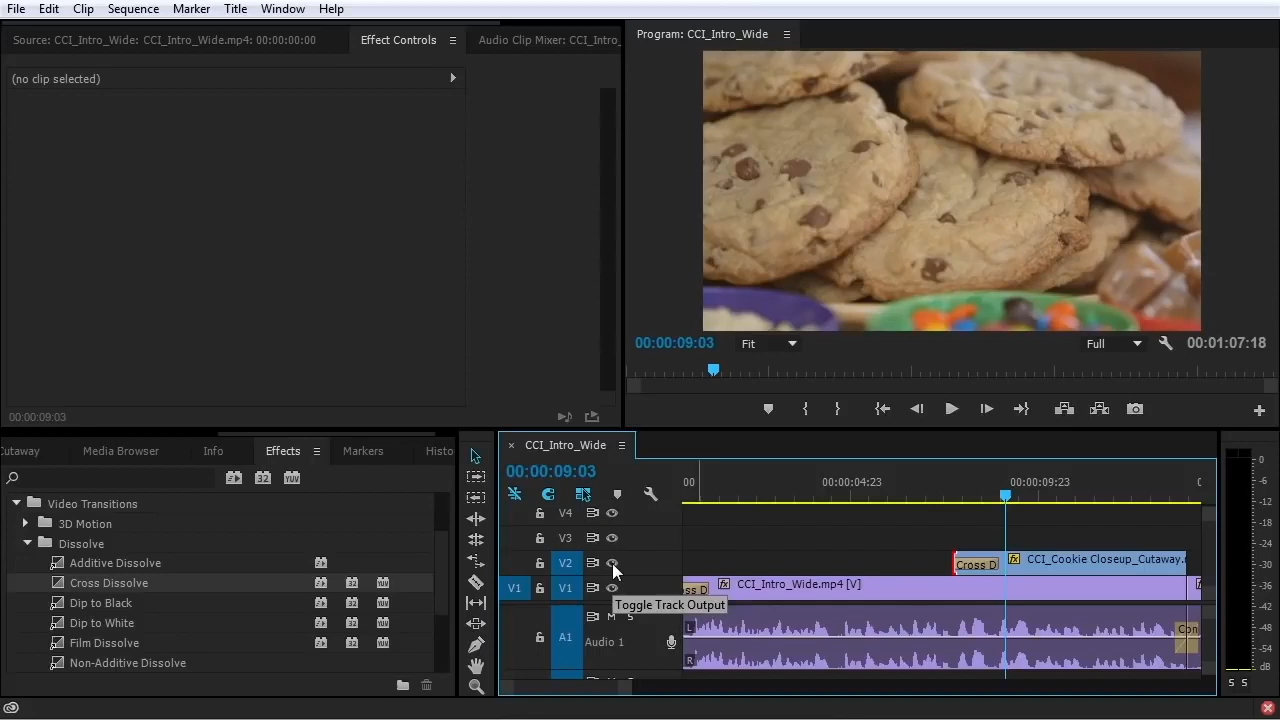 File Edit Clip Sequence Marker Title Window Help
Source: CCI_Intro_Wide: CCI_Intro_Wide.mp4: 00:00:00:00
Effect Controls
Audio Clip Mixer: CCI_Intro_
Program: CCI_Intro_Wide
(no clip selected)
00:00:09:03
00:00:09:03
Fit
Full
00:01:07:18
Cutaway
Media Browser
Info
Effects
Markers
Histo
Video Transitions
3D Motion
Dissolve
Additive Dissolve
Cross Dissolve
Dip to Black
Dip to White
Film Dissolve
Non-Additive Dissolve
× CCI_Intro_Wide
00:00:09:03
00
00:00:04:23
00:00:09:23
V4
V3
V2
Cross D
CCI_Cookie Closeup_Cutaway.
V1 V1
ss D
CCI_Intro_Wide.mp4 [V]
Toggle Track Output
M S
A1
Audio 1
L
R
Con
0
-6
-12
-18
-24
-30
-36
-42
-48
-54
dB
S S